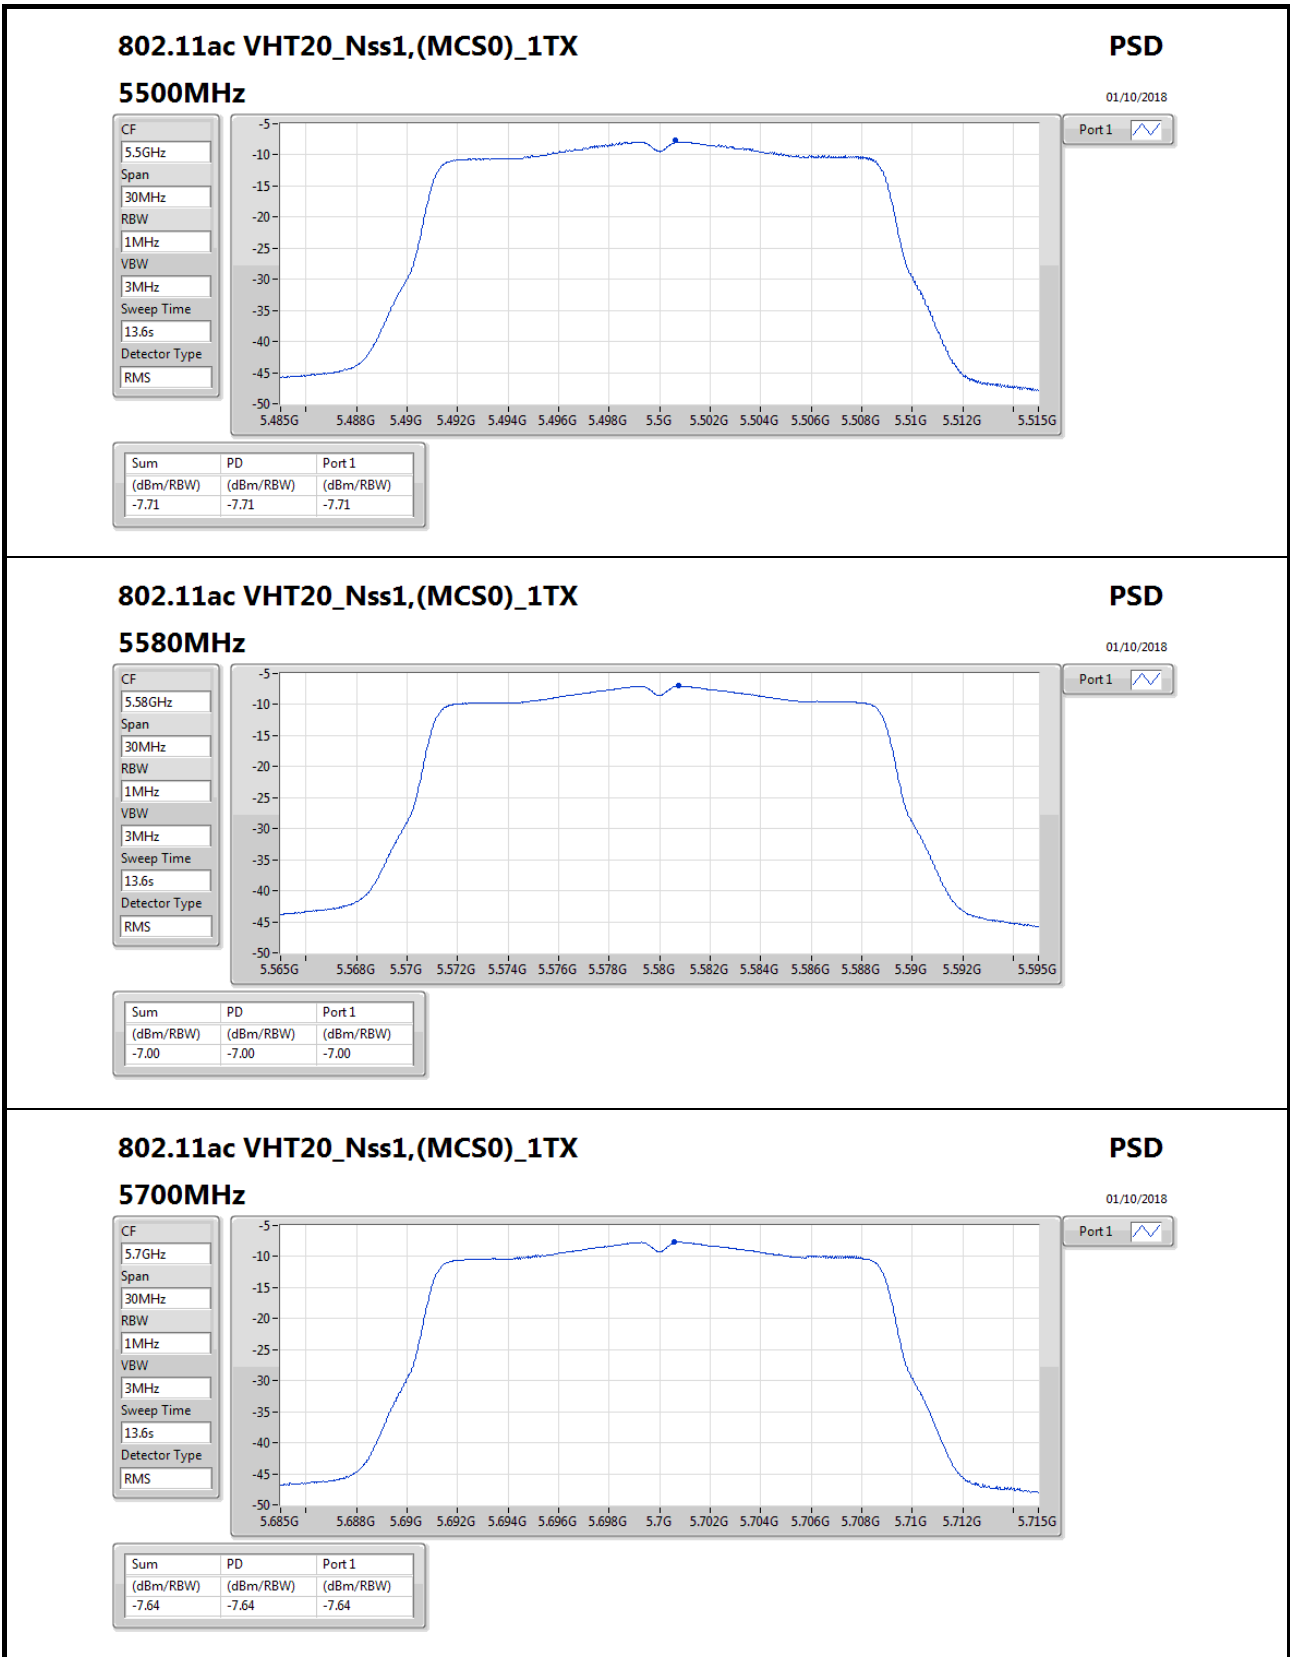 802.11ac VHT20_Nss1,(MCS0)_1TX PSD
5500MHz 01/10/2018
CF
5.5GHz
Span
30MHz
RBW
1MHz
VBW
3MHz
Sweep Time
13.6s
Detector Type
RMS
-5
-10
-15
-20
-25
-30
-35
-40
-45
-50
5.485G 5.488G 5.49G 5.492G 5.494G 5.496G 5.498G 5.5G 5.502G 5.504G 5.506G 5.508G 5.51G 5.512G 5.515G
Port 1
Sum PD Port 1
(dBm/RBW) (dBm/RBW) (dBm/RBW)
-7.71 -7.71 -7.71
802.11ac VHT20_Nss1,(MCS0)_1TX PSD
5580MHz 01/10/2018
CF
5.58GHz
Span
30MHz
RBW
1MHz
VBW
3MHz
Sweep Time
13.6s
Detector Type
RMS
-5
-10
-15
-20
-25
-30
-35
-40
-45
-50
5.565G 5.568G 5.57G 5.572G 5.574G 5.576G 5.578G 5.58G 5.582G 5.584G 5.586G 5.588G 5.59G 5.592G 5.595G
Port 1
Sum PD Port 1
(dBm/RBW) (dBm/RBW) (dBm/RBW)
-7.00 -7.00 -7.00
802.11ac VHT20_Nss1,(MCS0)_1TX PSD
5700MHz 01/10/2018
CF
5.7GHz
Span
30MHz
RBW
1MHz
VBW
3MHz
Sweep Time
13.6s
Detector Type
RMS
-5
-10
-15
-20
-25
-30
-35
-40
-45
-50
5.685G 5.688G 5.69G 5.692G 5.694G 5.696G 5.698G 5.7G 5.702G 5.704G 5.706G 5.708G 5.71G 5.712G 5.715G
Port 1
Sum PD Port 1
(dBm/RBW) (dBm/RBW) (dBm/RBW)
-7.64 -7.64 -7.64